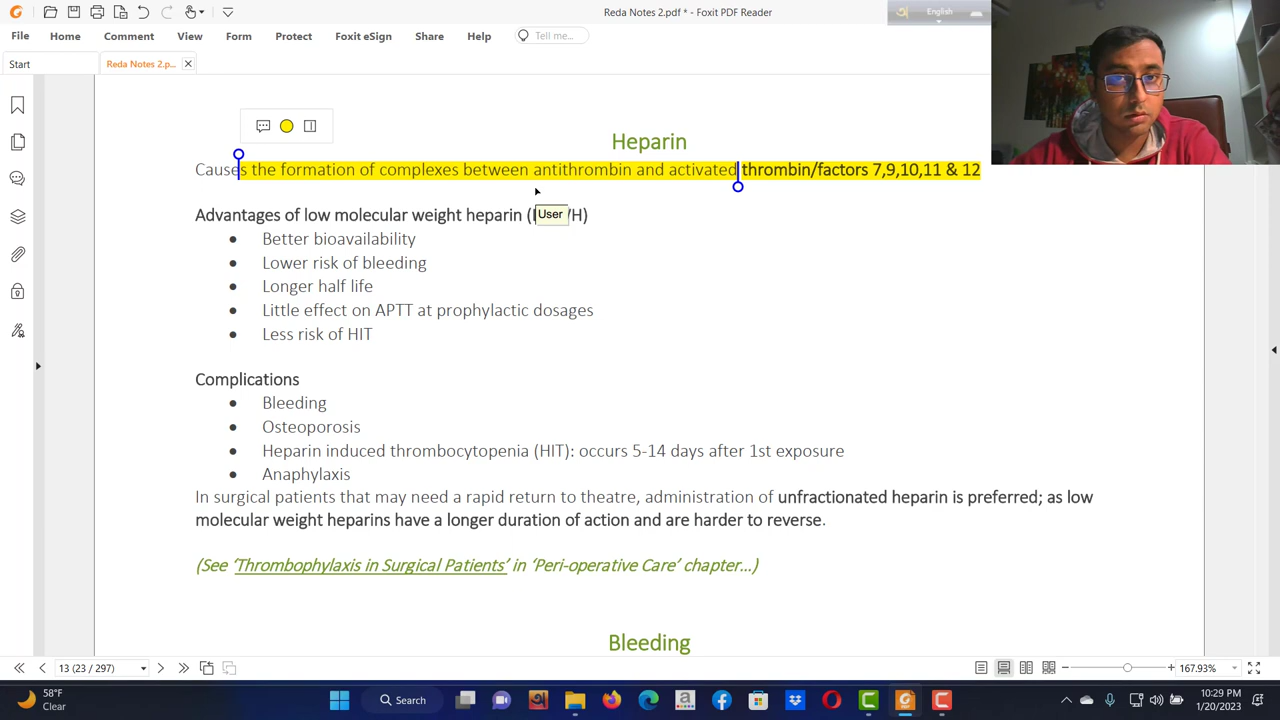 Reda Notes 2.pdf * - Foxit PDF Reader
English
File Home Comment View Form Protect Foxit eSign Share Help Tell me...
Start Reda Notes 2.p...
Heparin
Causes the formation of complexes between antithrombin and activated thrombin/factors 7,9,10,11 & 12
Advantages of low molecular weight heparin ( /H)
User
• Better bioavailability
• Lower risk of bleeding
• Longer half life
• Little effect on APTT at prophylactic dosages
• Less risk of HIT
Complications
• Bleeding
• Osteoporosis
• Heparin induced thrombocytopenia (HIT): occurs 5-14 days after 1st exposure
• Anaphylaxis
In surgical patients that may need a rapid return to theatre, administration of unfractionated heparin is preferred; as low
molecular weight heparins have a longer duration of action and are harder to reverse.
(See ‘Thrombophylaxis in Surgical Patients’ in ‘Peri-operative Care’ chapter...)
Bleeding
13 (23 / 297) 167.93%
58°F
Clear
Search
10:29 PM
1/20/2023